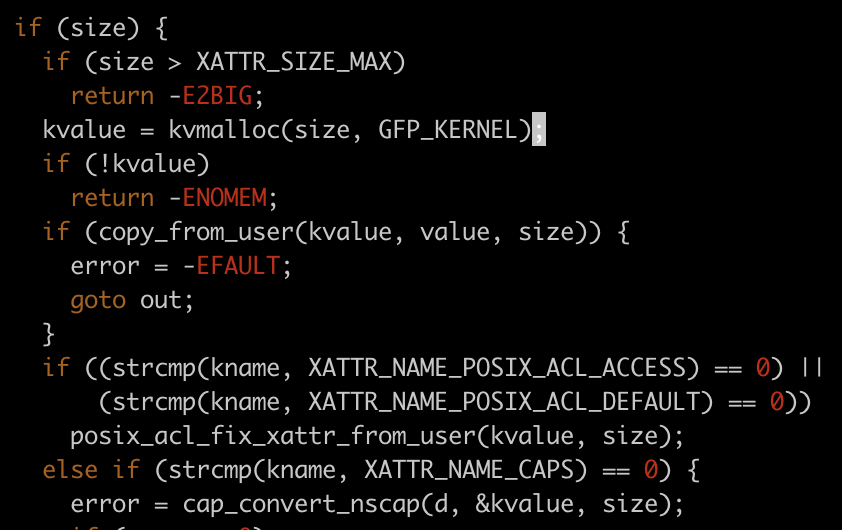 if (size) {
  if (size > XATTR_SIZE_MAX)
    return -E2BIG;
  kvalue = kvmalloc(size, GFP_KERNEL);
  if (!kvalue)
    return -ENOMEM;
  if (copy_from_user(kvalue, value, size)) {
    error = -EFAULT;
    goto out;
  }
  if ((strcmp(kname, XATTR_NAME_POSIX_ACL_ACCESS) == 0) ||
      (strcmp(kname, XATTR_NAME_POSIX_ACL_DEFAULT) == 0))
    posix_acl_fix_xattr_from_user(kvalue, size);
  else if (strcmp(kname, XATTR_NAME_CAPS) == 0) {
    error = cap_convert_nscap(d, &kvalue, size);